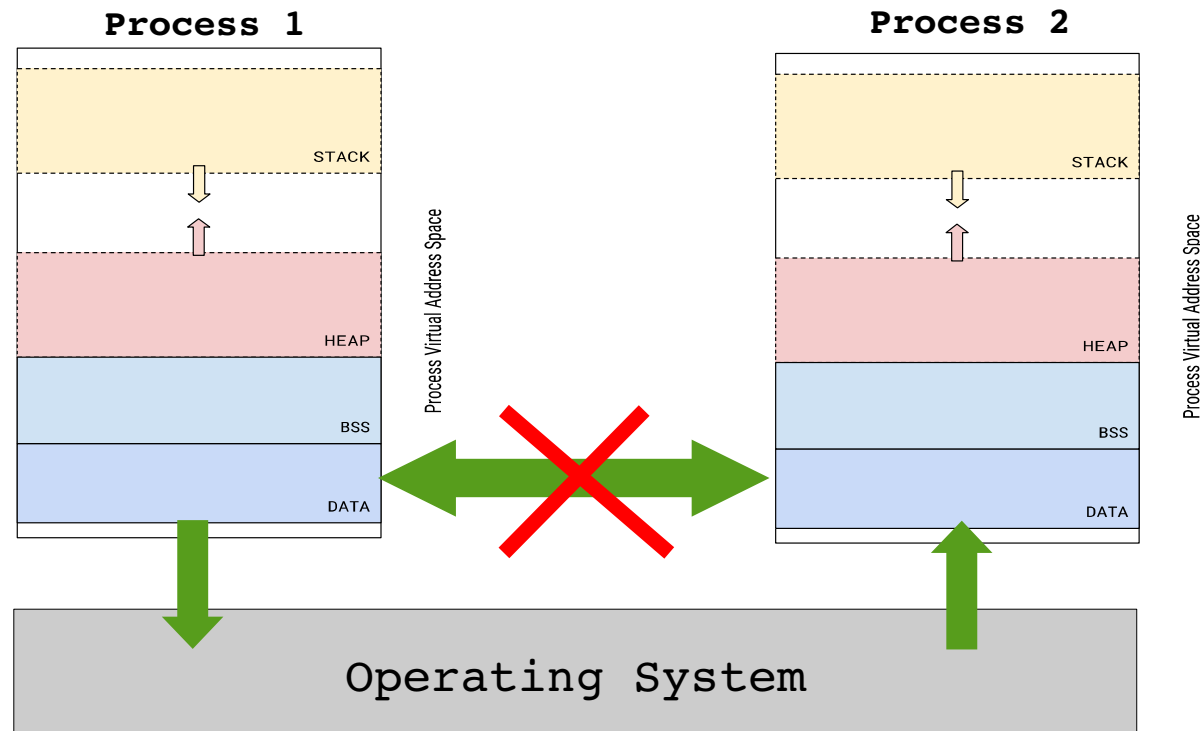 Process 1
STACK
HEAP
BSS
DATA
Process Virtual Address Space
Process 2
STACK
HEAP
BSS
DATA
Process Virtual Address Space
Operating System